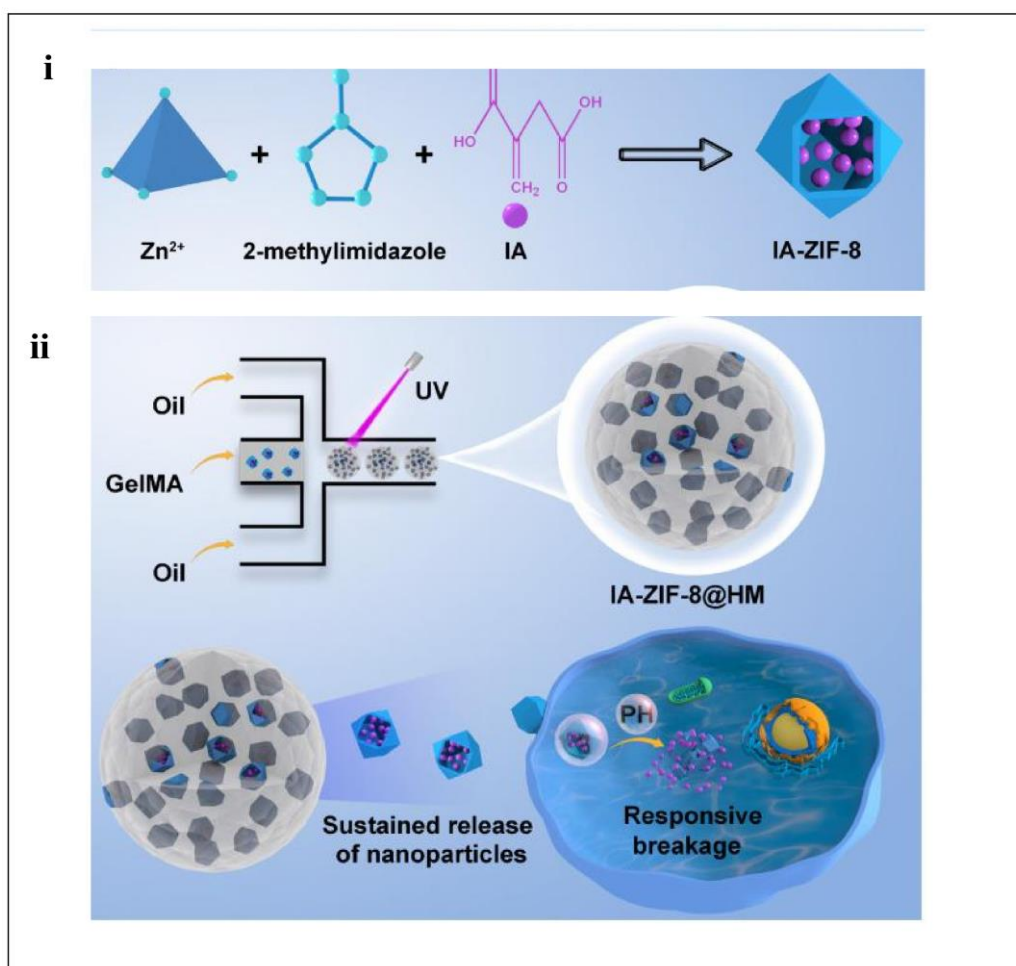 i
OH
HO
CH₂
O
+
+
Zn²⁺
2-methylimidazole
IA
IA-ZIF-8
ii
UV
Oil
GelMA
Oil
IA-ZIF-8@HM
PH
Sustained release
of nanoparticles
Responsive
breakage